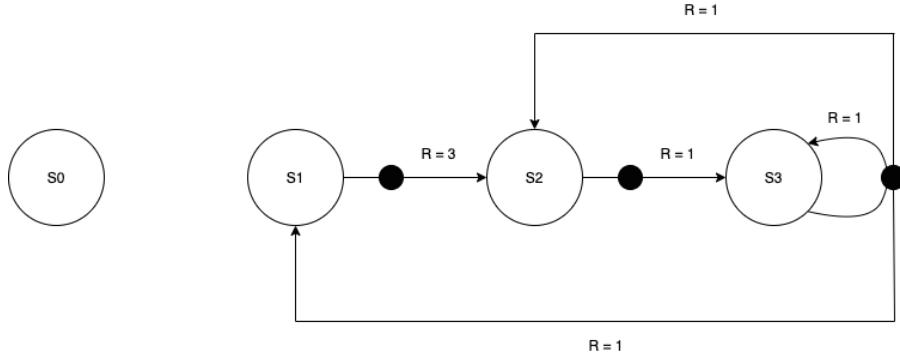 R = 1
R = 1
R = 3
R = 1
S0
S1
S2
S3
R = 1